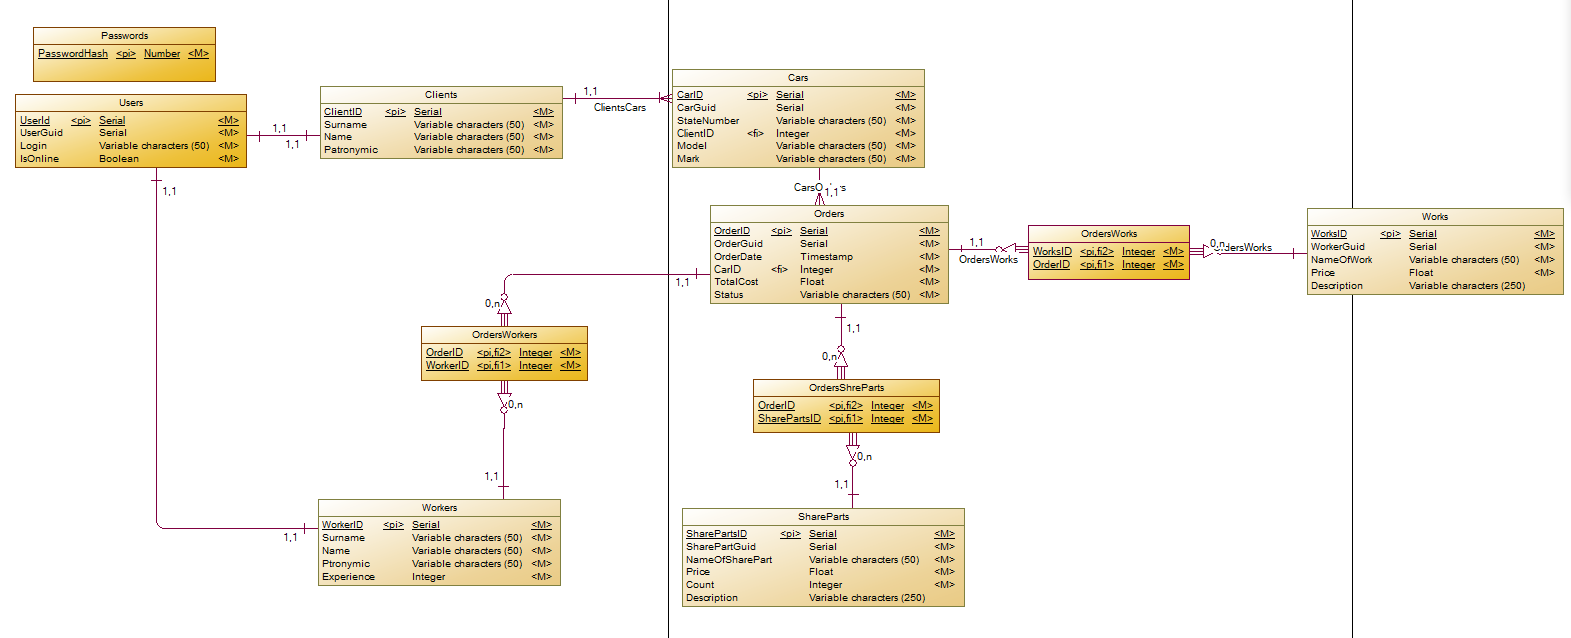 Passwords
PasswordHash <pi> Number <M>
Users
UserId <pi> Serial <M>
UserGuid Serial <M>
Login Variable characters (50) <M>
IsOnline Boolean <M>
1,1
1,1
1,1
Clients
ClientID <pi> Serial <M>
Surname Variable characters (50) <M>
Name Variable characters (50) <M>
Patronymic Variable characters (50) <M>
1,1
ClientsCars
Cars
CarID <pi> Serial <M>
CarGuid Serial <M>
StateNumber Variable characters (50) <M>
ClientID <fi> Integer <M>
Model Variable characters (50) <M>
Mark Variable characters (50) <M>
1,1
Orders
OrderID <pi> Serial <M>
OrderGuid Serial <M>
OrderDate Timestamp <M>
CarID <fi> Integer <M>
TotalCost Float <M>
Status Variable characters (50) <M>
1,1
OrdersWorks
OrdersWorks
WorksID <pi,fi2> Integer <M>
OrderID <pi,fi1> Integer <M>
0,n
Works
WorksID <pi> Serial <M>
WorkerGuid Serial <M>
NameOfWork Variable characters (50) <M>
Price Float <M>
Description Variable characters (250)
1,1
0,n
OrdersWorkers
OrderID <pi,fi2> Integer <M>
WorkerID <pi,fi1> Integer <M>
0,n
1,1
1,1
0,n
OrdersShreParts
OrderID <pi,fi2> Integer <M>
SharePartsID <pi,fi1> Integer <M>
0,n
1,1
Workers
WorkerID <pi> Serial <M>
Surname Variable characters (50) <M>
Name Variable characters (50) <M>
Ptronymic Variable characters (50) <M>
Experience Integer <M>
1,1
ShareParts
SharePartsID <pi> Serial <M>
SharePartGuid Serial <M>
NameOfSharePart Variable characters (50) <M>
Price Float <M>
Count Integer <M>
Description Variable characters (250)